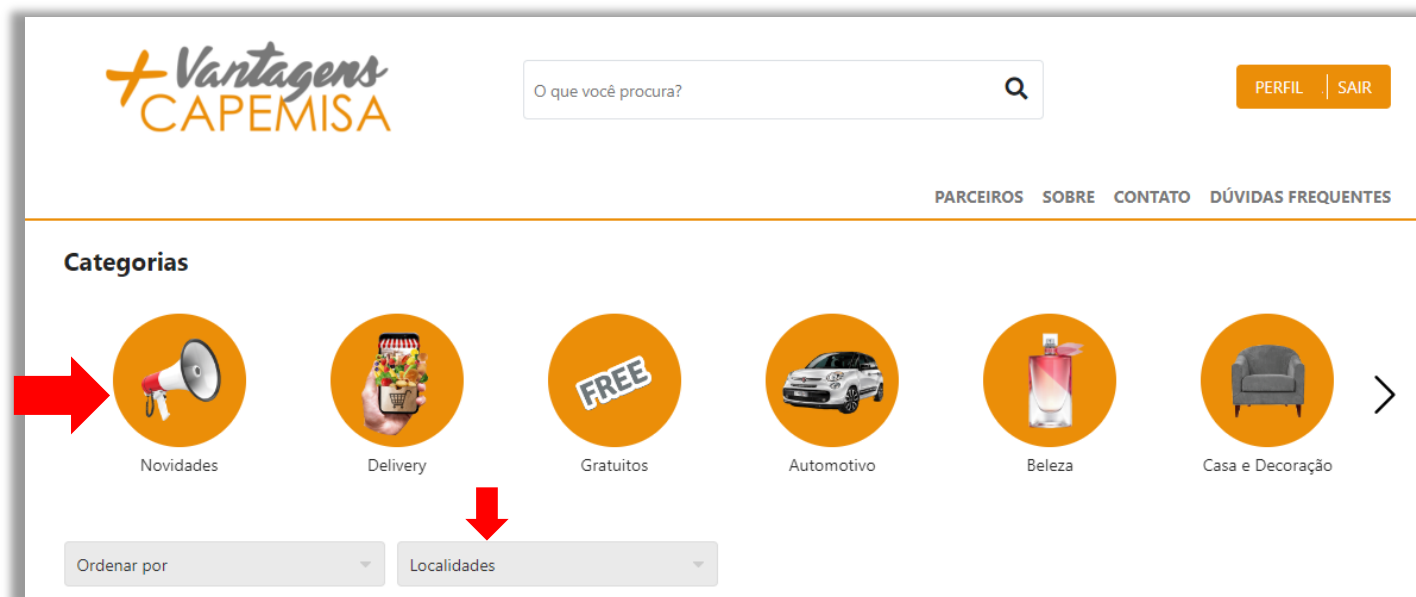 +Vantagens
CAPEMISA
O que você procura?
PERFIL | SAIR
PARCEIROS SOBRE CONTATO DÚVIDAS FREQUENTES
Categorias
FREE
Novidades Delivery Gratuitos Automotivo Beleza Casa e Decoração
Ordenar por Localidades